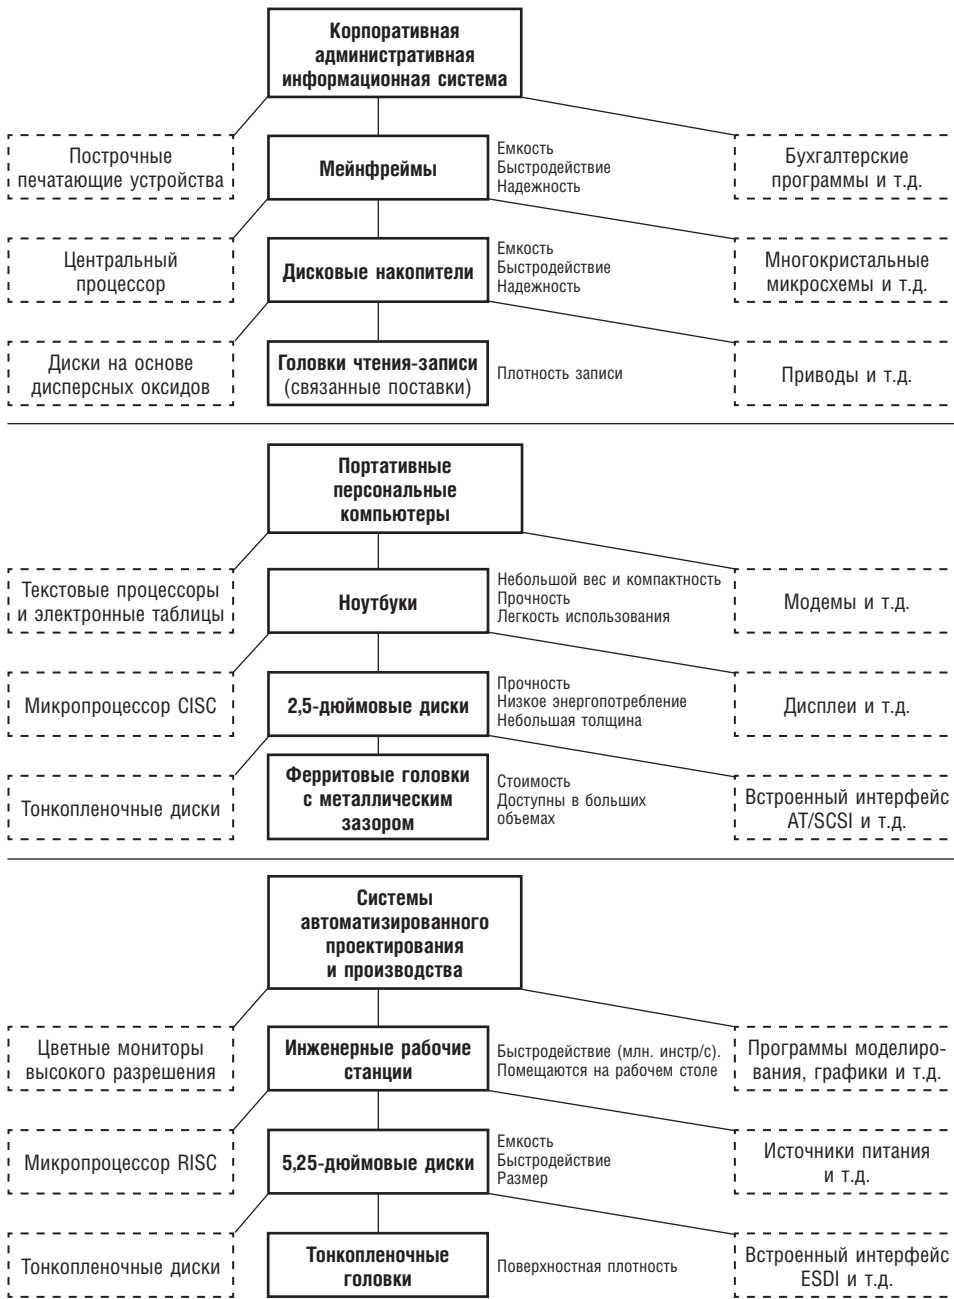 Корпоративная
административная
информационная система
Построчные
печатающие устройства
Мейнфреймы
Емкость
Быстродействие
Надежность
Бухгалтерские
программы и т.д.
Центральный
процессор
Дисковые накопители
Емкость
Быстродействие
Надежность
Многокристальные
микросхемы и т.д.
Диски на основе
дисперсных оксидов
Головки чтения-записи
(связанные поставки)
Плотность записи
Приводы и т.д.
Портативные
персональные
компьютеры
Текстовые процессоры
и электронные таблицы
Ноутбуки
Небольшой вес и компактность
Прочность
Легкость использования
Модемы и т.д.
Микропроцессор CISC
2,5-дюймовые диски
Прочность
Низкое энергопотребление
Небольшая толщина
Дисплеи и т.д.
Тонкопленочные диски
Ферритовые головки
с металлическим
зазором
Стоимость
Доступны в больших
объемах
Встроенный интерфейс
AT/SCSI и т.д.
Системы
автоматизированного
проектирования
и производства
Цветные мониторы
высокого разрешения
Инженерные рабочие
станции
Быстродействие (млн. инстр/с).
Помещаются на рабочем столе
Программы моделиро-
вания, графики и т.д.
Микропроцессор RISC
5,25-дюймовые диски
Емкость
Быстродействие
Размер
Источники питания
и т.д.
Тонкопленочные диски
Тонкопленочные
головки
Поверхностная плотность
Встроенный интерфейс
ESDI и т.д.